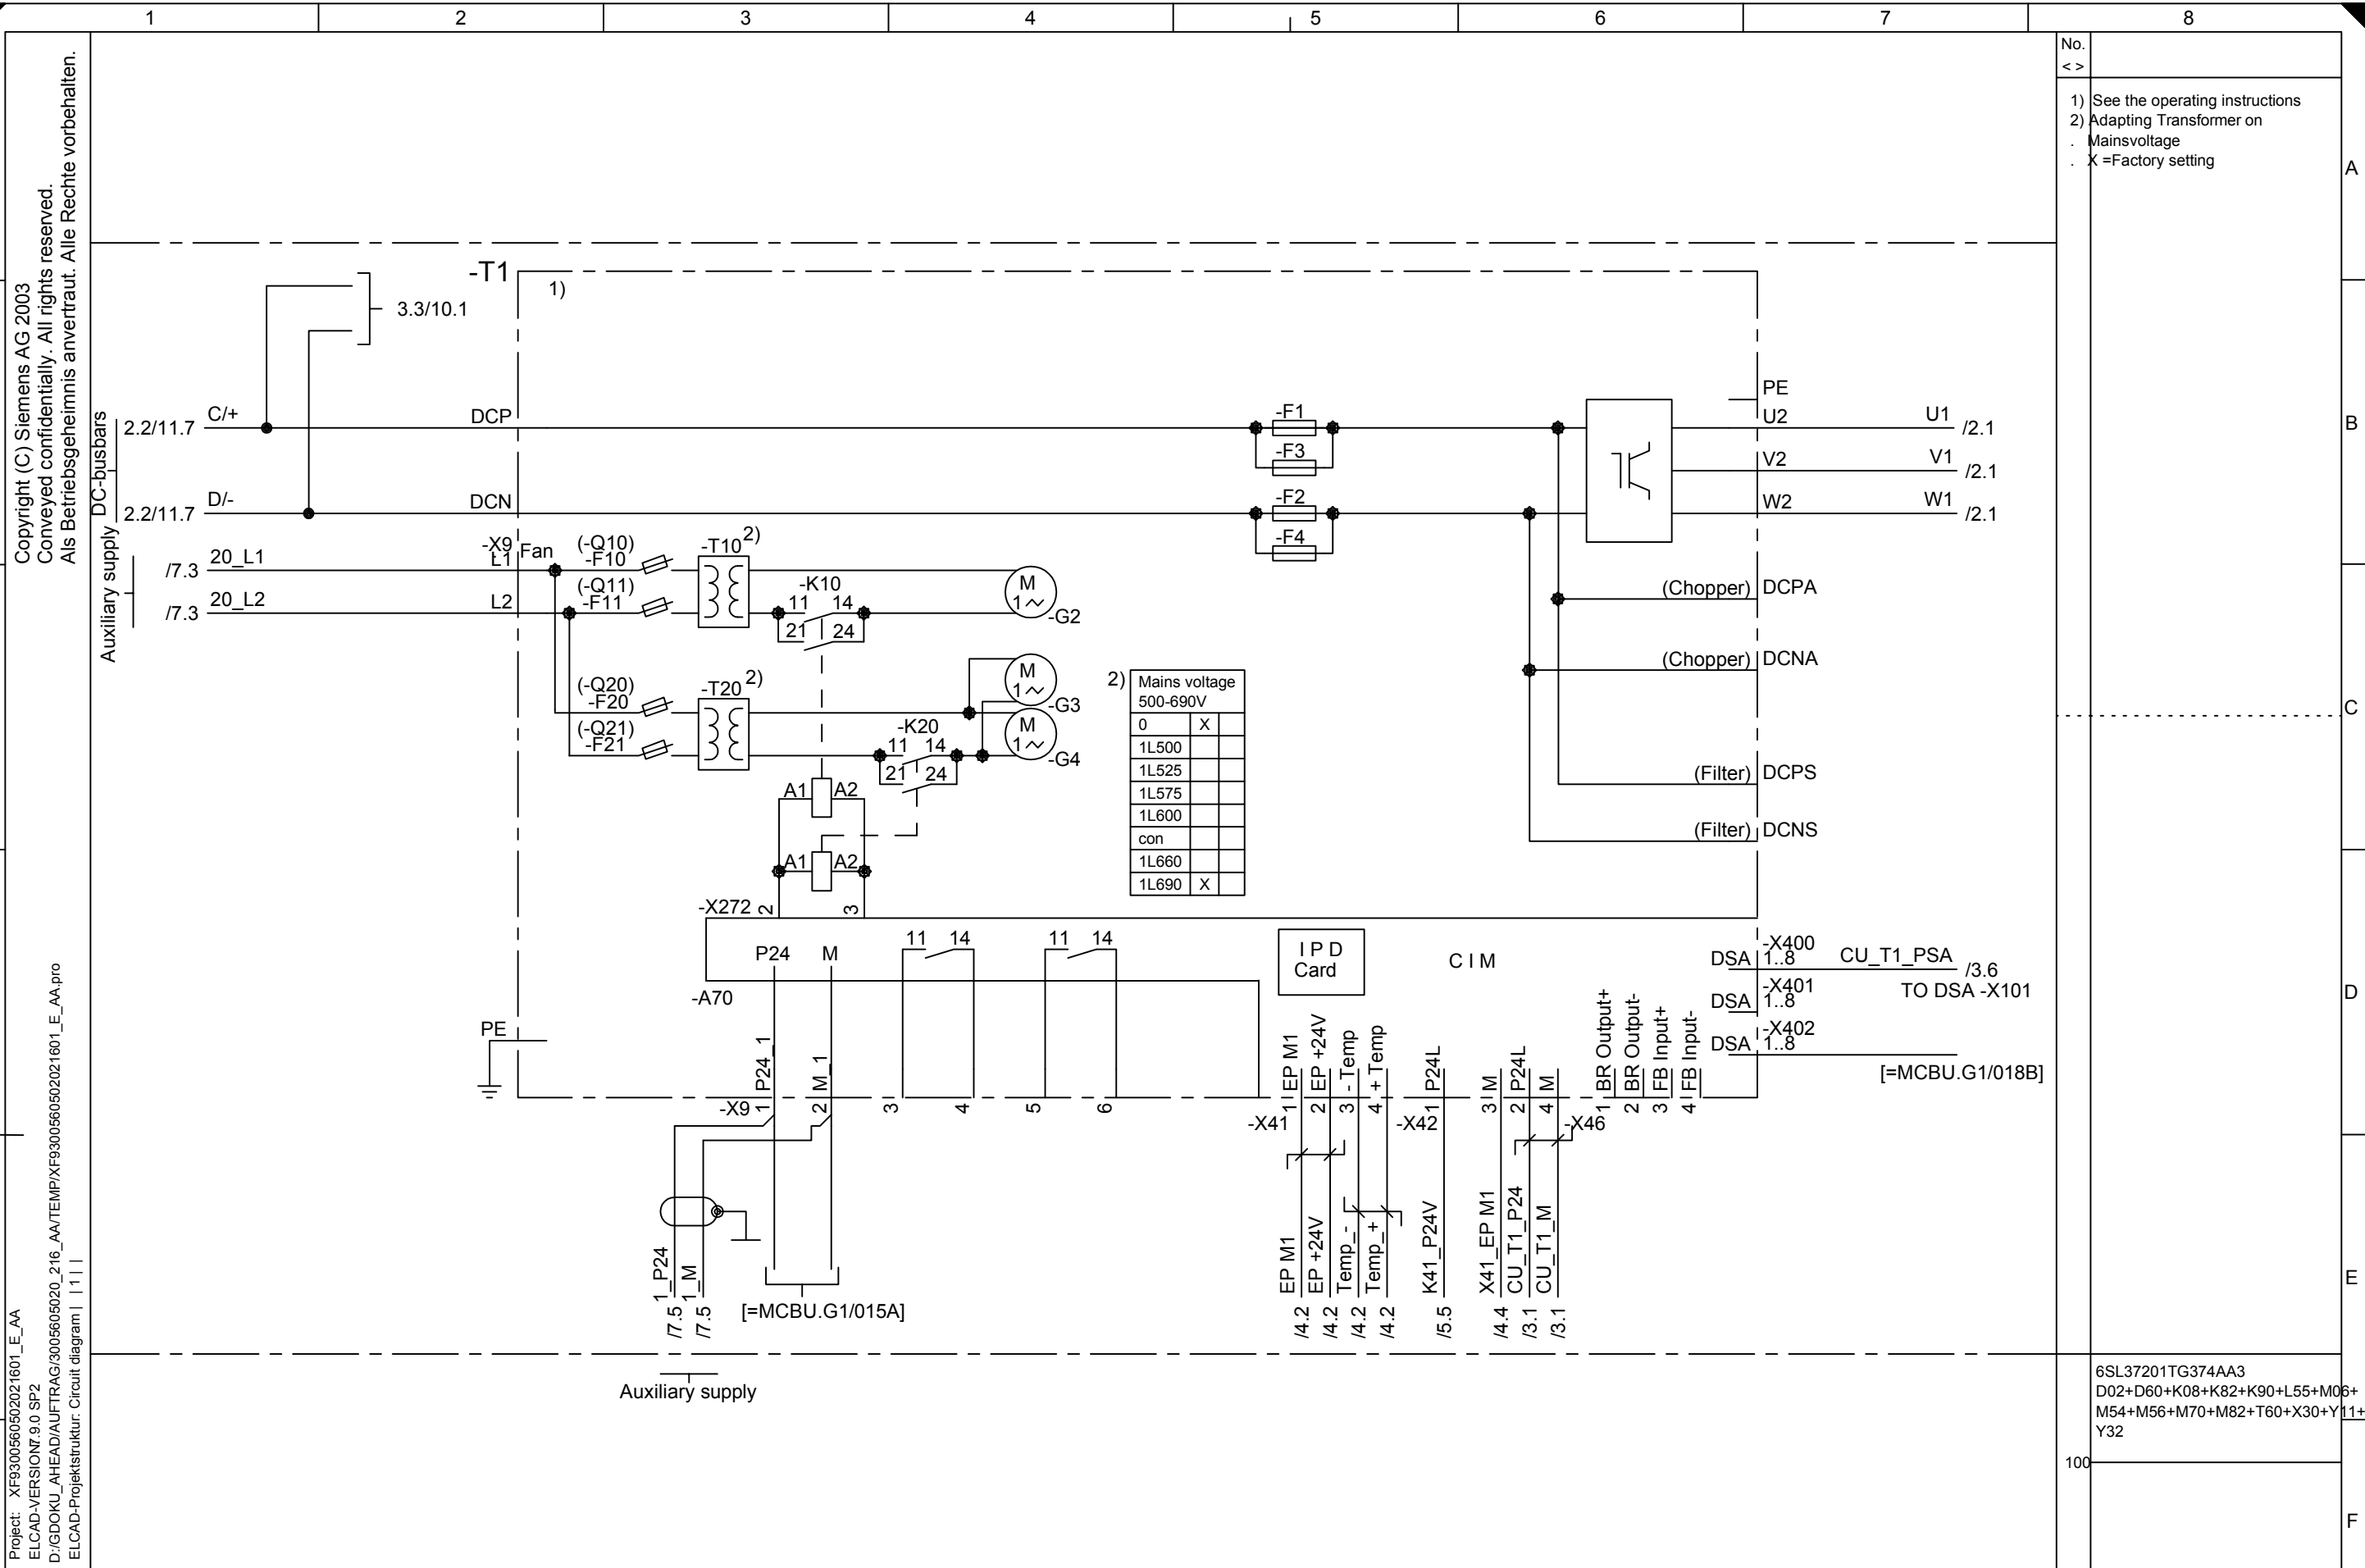 1 2 3 4 5 6 7 8
No.
< >
1) See the operating instructions
2) Adapting Transformer on
. Mainsvoltage
. X =Factory setting
A
B
C
D
E
F
Copyright (C) Siemens AG 2003
Conveyed confidentially. All rights reserved.
Als Betriebsgeheimnis anvertraut. Alle Rechte vorbehalten.
-T1
1)
3.3/10.1
DC-busbars
2.2/11.7 C/+ DCP
2.2/11.7 D/- DCN
-F1
-F3
-F2
-F4
PE
U2 U1 /2.1
V2 V1 /2.1
W2 W1 /2.1
Auxiliary supply
/7.3 20_L1
/7.3 20_L2
-X9 Fan
L1
L2
(-Q10)
-F10
(-Q11)
-F11
-T10 2)
-K10
11 14
21 24
M
1~
-G2
(-Q20)
-F20
(-Q21)
-F21
-T20 2)
-K20
11 14
21 24
M
1~
-G3
M
1~
-G4
2) Mains voltage
500-690V
0 X
1L500
1L525
1L575
1L600
con
1L660
1L690 X
(Chopper) DCPA
(Chopper) DCNA
(Filter) DCPS
(Filter) DCNS
A1 A2
A1 A2
-X272 2 3
P24 M
11 14
11 14
-A70
I P D
Card
C I M
DSA -X400
1..8
CU_T1_PSA /3.6
TO DSA -X101
DSA -X401
1..8
DSA -X402
1..8
[=MCBU.G1/018B]
PE
P24_1
M_1
-X9 1 2 3 4 5 6
-X41
1 EP M1
2 EP +24V
3 - Temp
4 + Temp
-X42
1 P24L
3 M
2 P24L
4 M
-X46
1 BR Output+
2 BR Output-
3 FB Input+
4 FB Input-
/7.5 1_P24
/7.5 1_M
[=MCBU.G1/015A]
/4.2 EP M1
/4.2 EP +24V
/4.2 Temp_-
/4.2 Temp_+
/5.5 K41_P24V
/4.4 X41_EP M1
/3.1 CU_T1_P24
/3.1 CU_T1_M
Auxiliary supply
6SL37201TG374AA3
D02+D60+K08+K82+K90+L55+M06+
M54+M56+M70+M82+T60+X30+Y11+
Y32
100
Project: XF930056050202​1601_E_AA
ELCAD-VERSION7.9.0 SP2
D:/GDOKU_AHEAD/AUFTRAG/3005605020_216_AA/TEMP/XF9300560502021601_E_AA.pro
ELCAD-Projektstruktur: Circuit diagram | | 1 | |